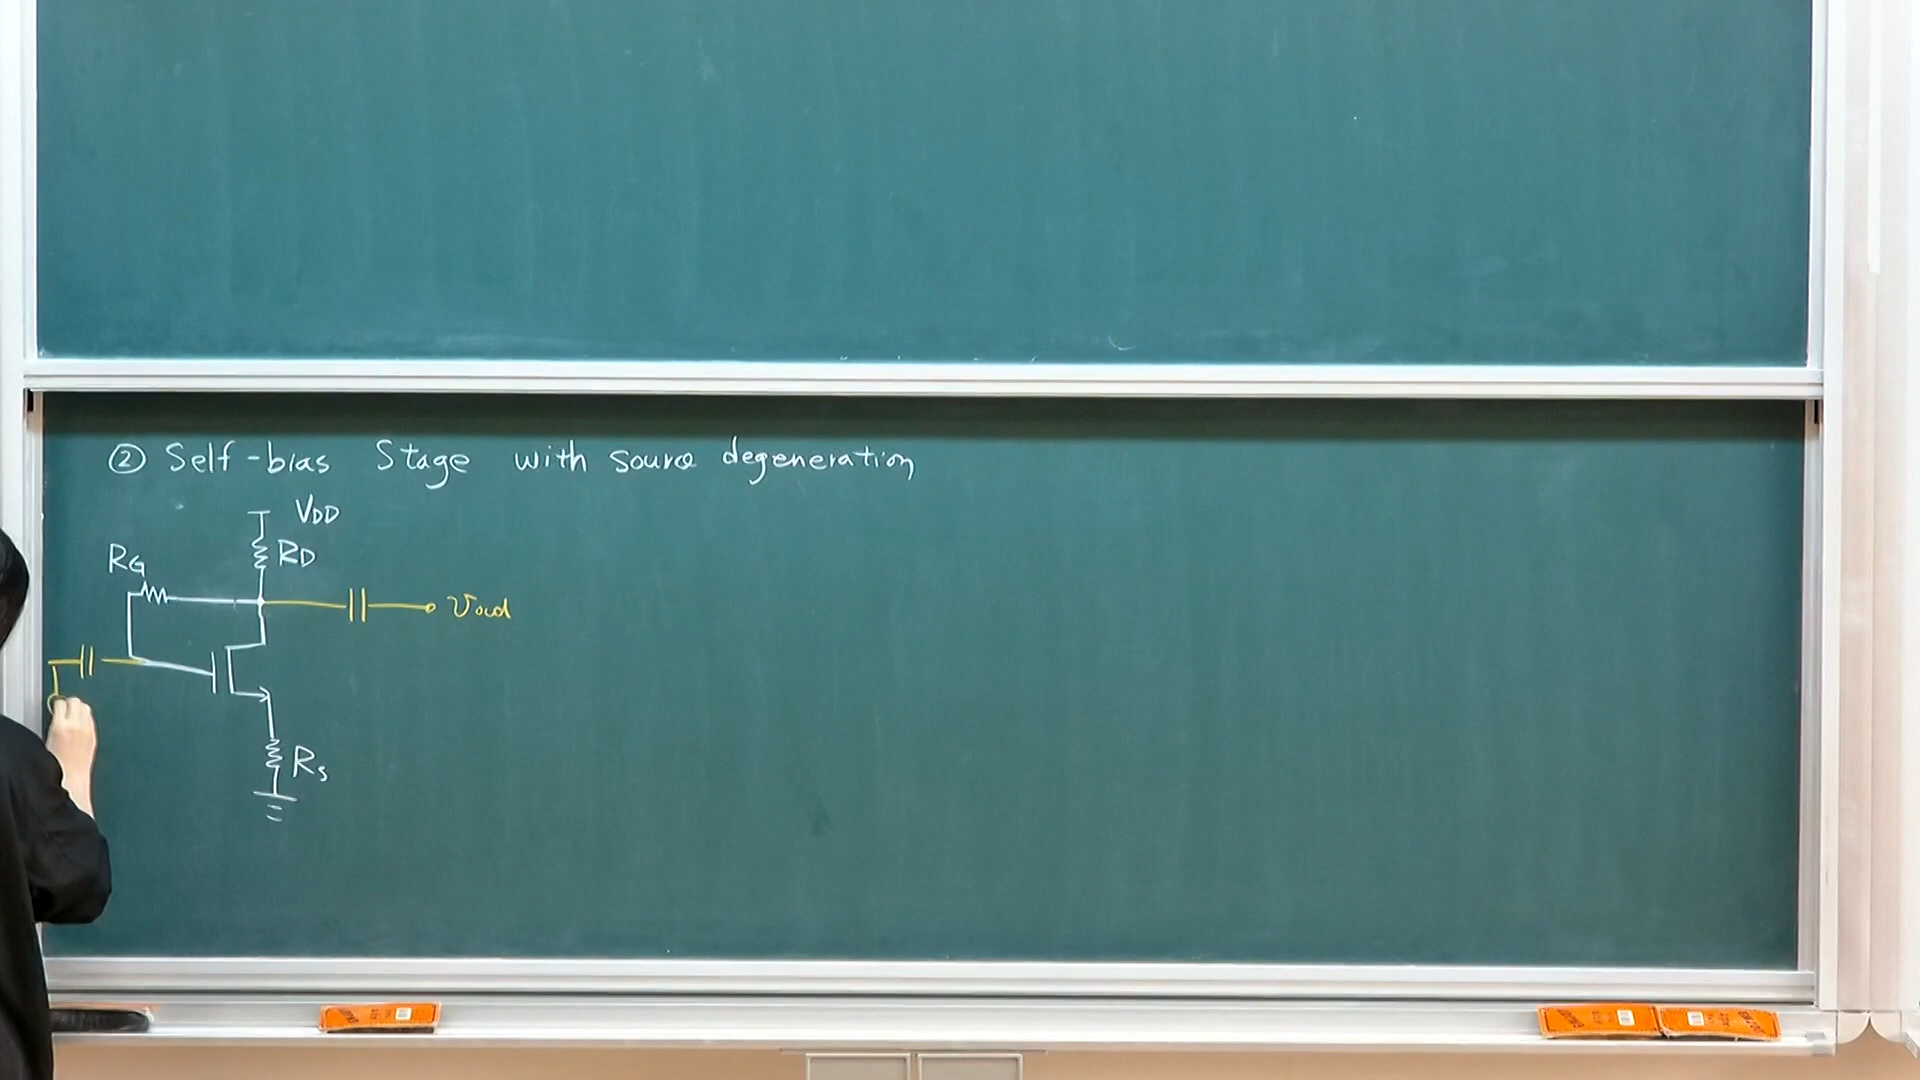 ② Self-bias Stage with source degeneration
VDD
RD
RG
Vout
Rs